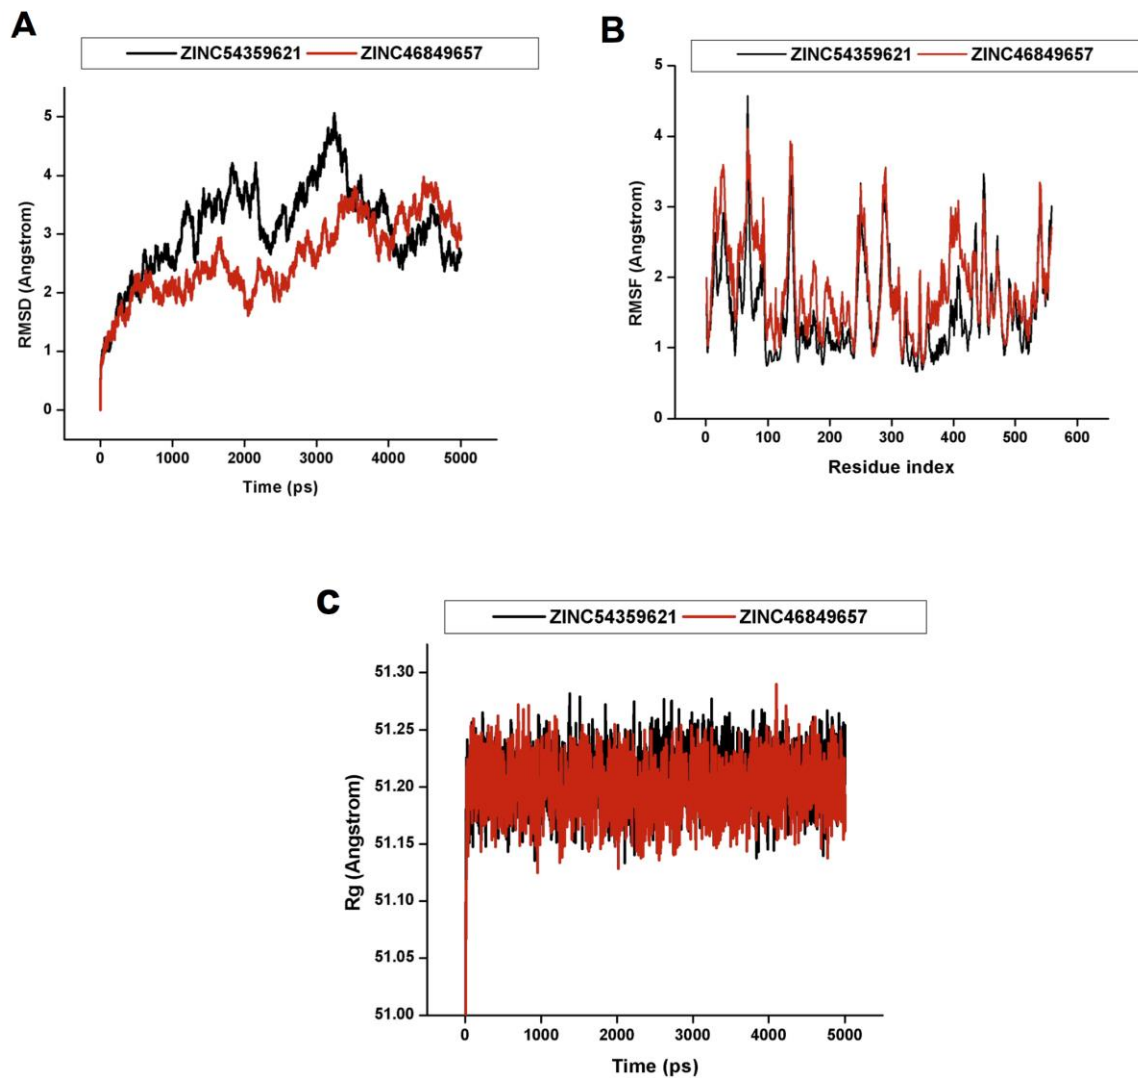 A
ZINC54359621 ZINC46849657
5
4
3
2
1
0
RMSD (Angstrom)
0 1000 2000 3000 4000 5000
Time (ps)
B
ZINC54359621 ZINC46849657
5
4
3
2
1
0
RMSF (Angstrom)
0 100 200 300 400 500 600
Residue index
C
ZINC54359621 ZINC46849657
51.30
51.25
51.20
51.15
51.10
51.05
51.00
Rg (Angstrom)
0 1000 2000 3000 4000 5000
Time (ps)